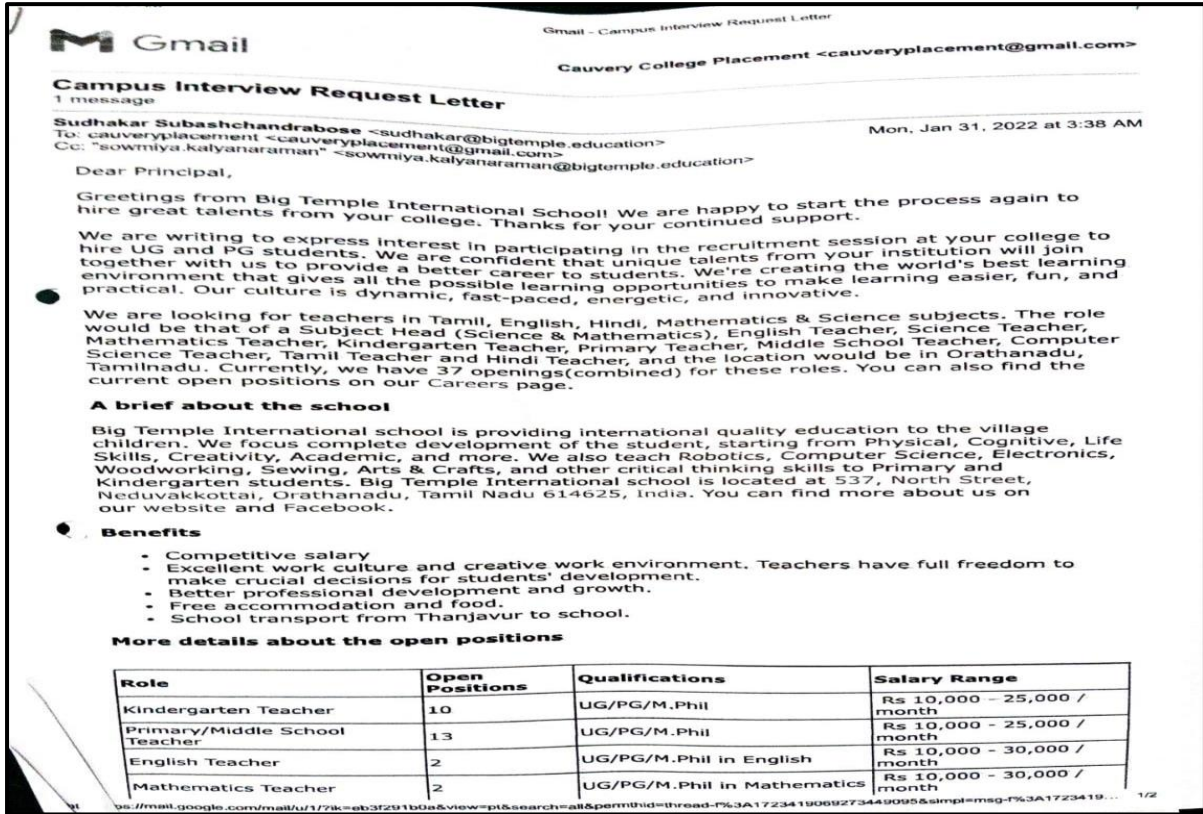 Gmail - Campus Interview Request Letter
Gmail
Cauvery College Placement <cauveryplacement@gmail.com>
Campus Interview Request Letter
1 message
Sudhakar Subashchandrabose <sudhakar@bigtemple.education>
Mon, Jan 31, 2022 at 3:38 AM
To: cauveryplacement <cauveryplacement@gmail.com>
Cc: "sowmiya.kalyanaraman" <sowmiya.kalyanaraman@bigtemple.education>
Dear Principal,
Greetings from Big Temple International School! We are happy to start the process again to
hire great talents from your college. Thanks for your continued support.
We are writing to express interest in participating in the recruitment session at your college to
hire UG and PG students. We are confident that unique talents from your institution will join
together with us to provide a better career to students. We're creating the world's best learning
environment that gives all the possible learning opportunities to make learning easier, fun, and
practical. Our culture is dynamic, fast-paced, energetic, and innovative.
We are looking for teachers in Tamil, English, Hindi, Mathematics & Science subjects. The role
would be that of a Subject Head (Science & Mathematics), English Teacher, Science Teacher,
Mathematics Teacher, Kindergarten Teacher, Primary Teacher, Middle School Teacher, Computer
Science Teacher, Tamil Teacher and Hindi Teacher, and the location would be in Orathanadu,
Tamilnadu. Currently, we have 37 openings(combined) for these roles. You can also find the
current open positions on our Careers page.
A brief about the school
Big Temple International school is providing international quality education to the village
children. We focus complete development of the student, starting from Physical, Cognitive, Life
Skills, Creativity, Academic, and more. We also teach Robotics, Computer Science, Electronics,
Woodworking, Sewing, Arts & Crafts, and other critical thinking skills to Primary and
Kindergarten students. Big Temple International school is located at 537, North Street,
Neduvakkottai, Orathanadu, Tamil Nadu 614625, India. You can find more about us on
our website and Facebook.
Benefits
• Competitive salary
• Excellent work culture and creative work environment. Teachers have full freedom to
make crucial decisions for students' development.
• Better professional development and growth.
• Free accommodation and food.
• School transport from Thanjavur to school.
More details about the open positions
Role Open Positions Qualifications Salary Range
Kindergarten Teacher 10 UG/PG/M.Phil Rs 10,000 - 25,000 / month
Primary/Middle School Teacher 13 UG/PG/M.Phil Rs 10,000 - 25,000 / month
English Teacher 2 UG/PG/M.Phil in English Rs 10,000 - 30,000 / month
Mathematics Teacher 2 UG/PG/M.Phil in Mathematics Rs 10,000 - 30,000 / month
ps://mail.google.com/mail/u/1/?ik=eb3f291b0a&view=pt&search=all&permthid=thread-f%3A1723419069273449095&simpl=msg-f%3A1723419... 1/2